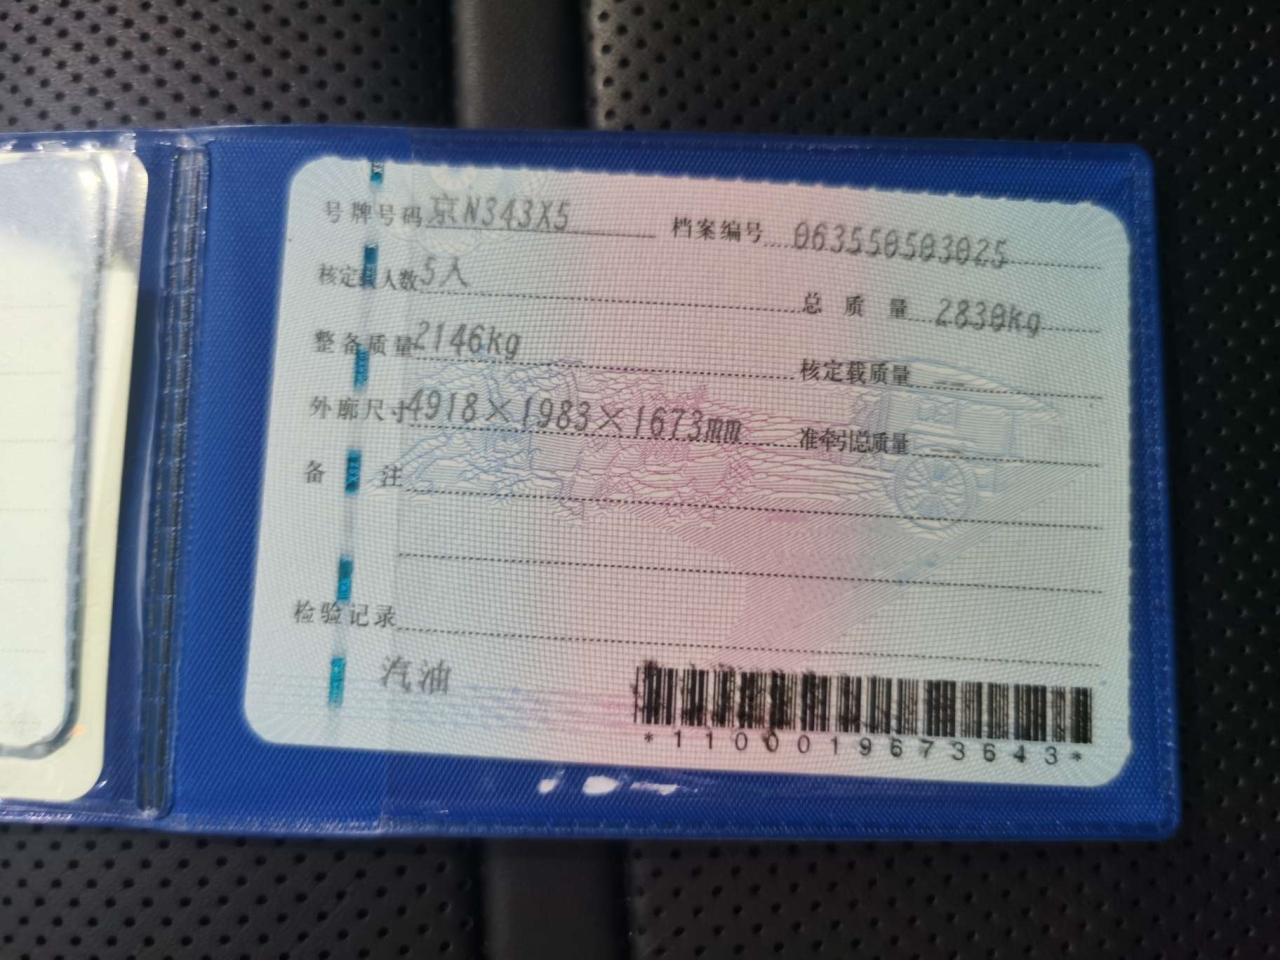 号牌号码 京N343X5 档案编号 063550503025
核定载人数 5人 总质量 2830kg
整备质量 2146kg 核定载质量 --
外廓尺寸 4918×1983×1673mm 准牵引总质量 --
备注
检验记录
汽油
*1100019673643*